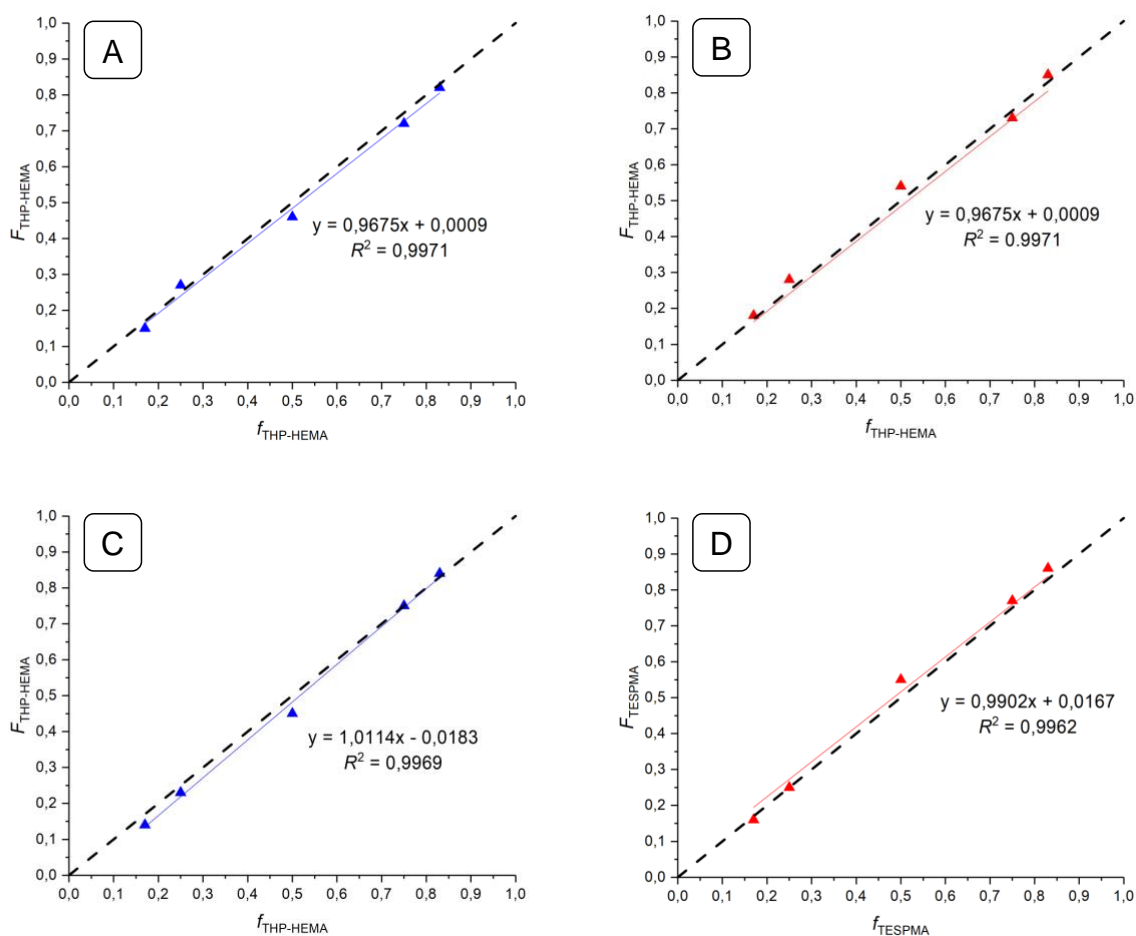 A
1,0
0,9
0,8
0,7
0,6
0,5
0,4
0,3
0,2
0,1
0,0
F THP-HEMA
y = 0,9675x + 0,0009
R² = 0,9971
0,0 0,1 0,2 0,3 0,4 0,5 0,6 0,7 0,8 0,9 1,0
f THP-HEMA
B
1,0
0,9
0,8
0,7
0,6
0,5
0,4
0,3
0,2
0,1
0,0
F THP-HEMA
y = 0,9675x + 0,0009
R² = 0.9971
0,0 0,1 0,2 0,3 0,4 0,5 0,6 0,7 0,8 0,9 1,0
f THP-HEMA
C
1,0
0,9
0,8
0,7
0,6
0,5
0,4
0,3
0,2
0,1
0,0
F THP-HEMA
y = 1,0114x - 0,0183
R² = 0,9969
0,0 0,1 0,2 0,3 0,4 0,5 0,6 0,7 0,8 0,9 1,0
f THP-HEMA
D
1,0
0,9
0,8
0,7
0,6
0,5
0,4
0,3
0,2
0,1
0,0
F TESPMA
y = 0,9902x + 0,0167
R² = 0,9962
0,0 0,1 0,2 0,3 0,4 0,5 0,6 0,7 0,8 0,9 1,0
f TESPMA